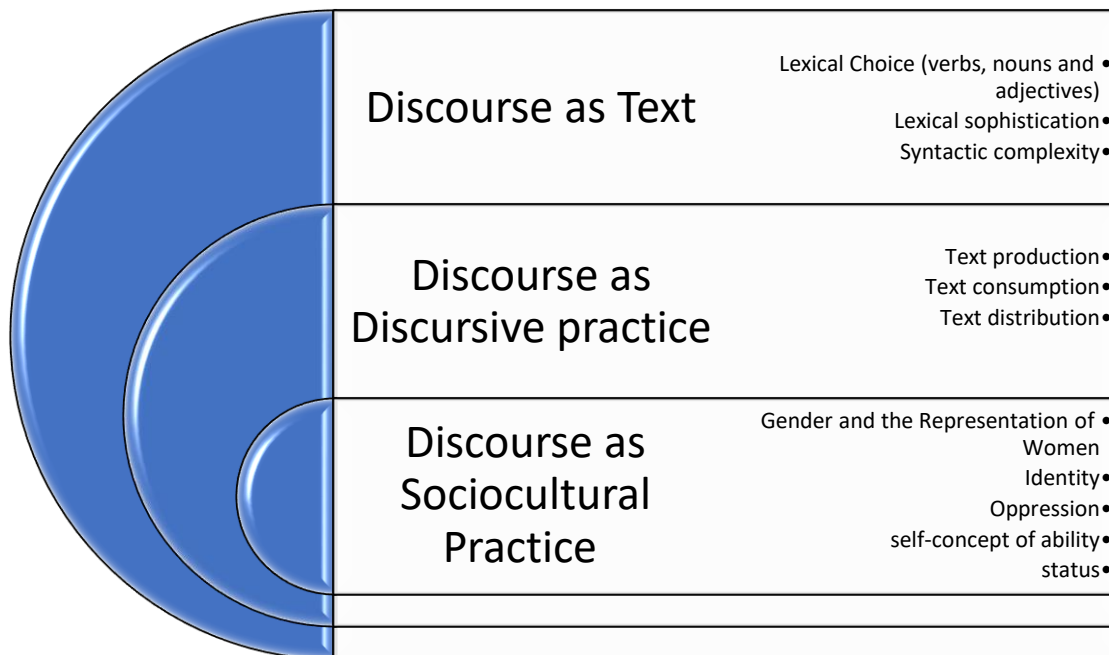 Discourse as Text
Lexical Choice (verbs, nouns and •
adjectives)
Lexical sophistication•
Syntactic complexity•
Discourse as
Discursive practice
Text production•
Text consumption•
Text distribution•
Discourse as
Sociocultural
Practice
Gender and the Representation of •
Women
Identity•
Oppression•
self-concept of ability•
status•